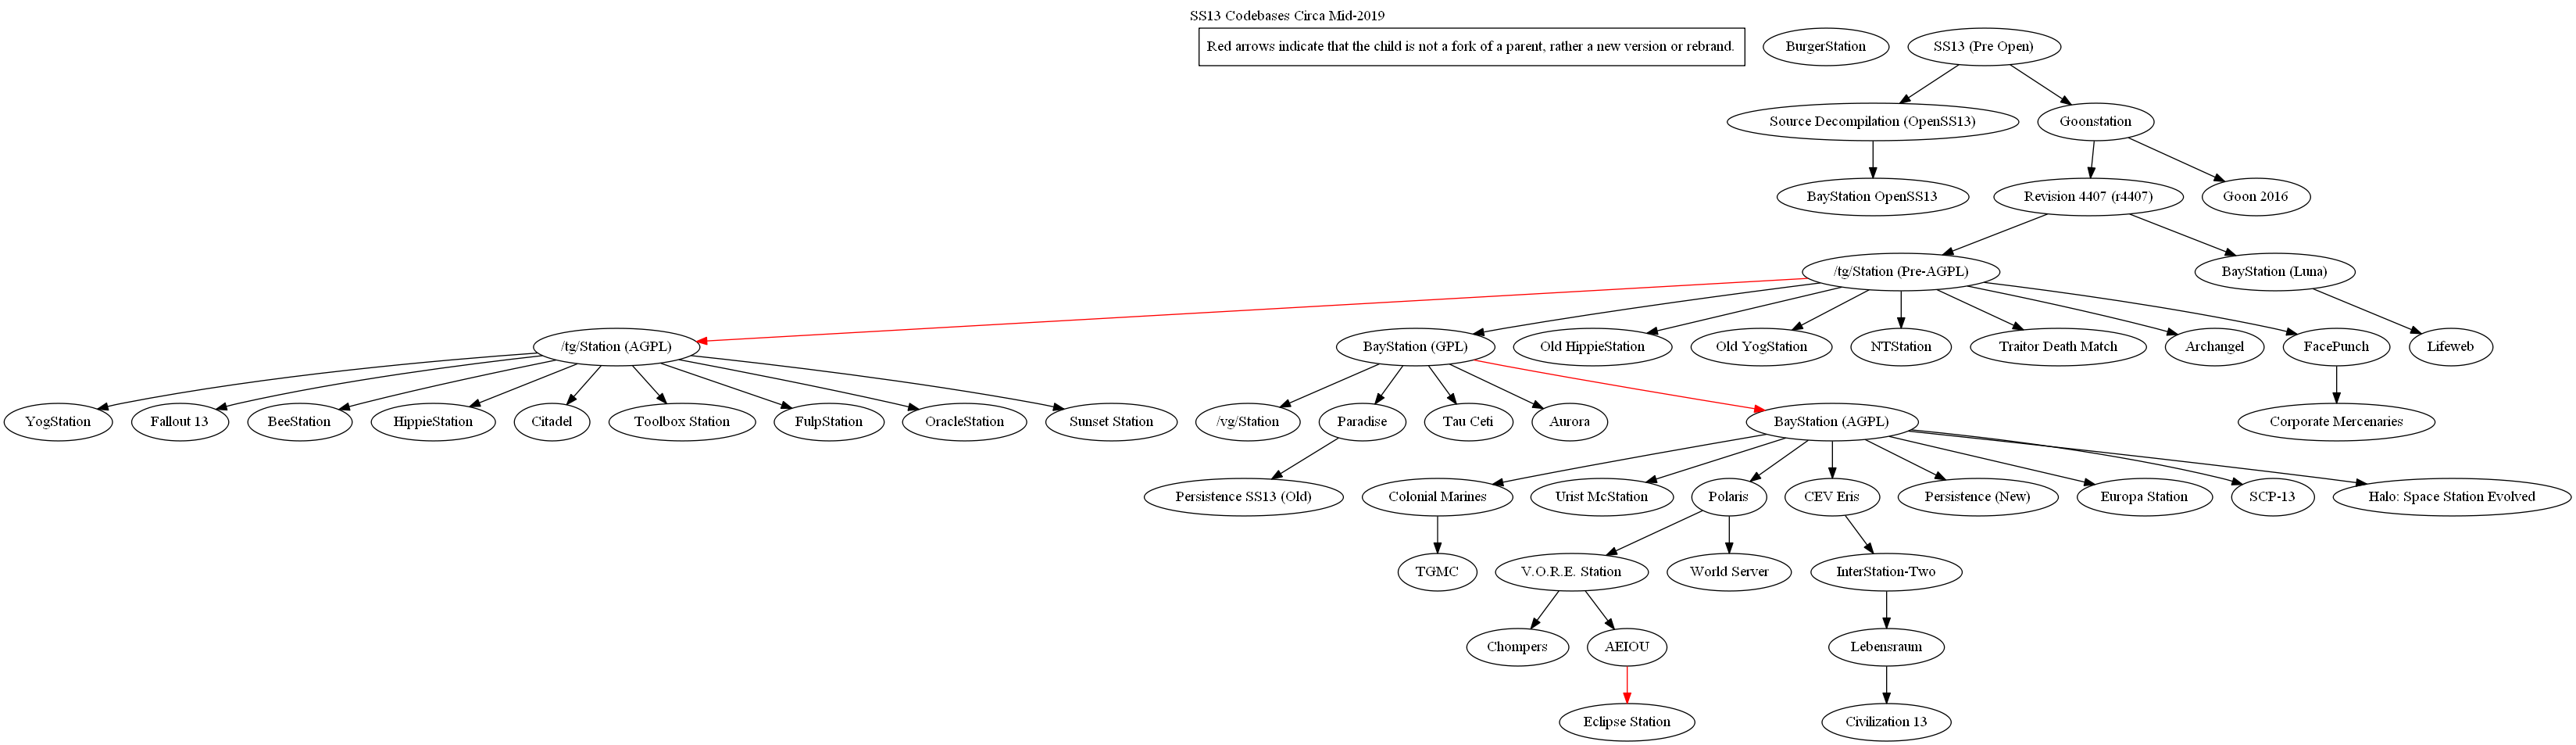 SS13 Codebases Circa Mid-2019
Red arrows indicate that the child is not a fork of a parent, rather a new version or rebrand.
BurgerStation
SS13 (Pre Open)
Source Decompilation (OpenSS13)
Goonstation
BayStation OpenSS13
Revision 4407 (r4407)
Goon 2016
/tg/Station (Pre-AGPL)
BayStation (Luna)
/tg/Station (AGPL)
BayStation (GPL)
Old HippieStation
Old YogStation
NTStation
Traitor Death Match
Archangel
FacePunch
Lifeweb
YogStation
Fallout 13
BeeStation
HippieStation
Citadel
Toolbox Station
FulpStation
OracleStation
Sunset Station
/vg/Station
Paradise
Tau Ceti
Aurora
BayStation (AGPL)
Corporate Mercenaries
Persistence SS13 (Old)
Colonial Marines
Urist McStation
Polaris
CEV Eris
Persistence (New)
Europa Station
SCP-13
Halo: Space Station Evolved
TGMC
V.O.R.E. Station
World Server
InterStation-Two
Chompers
AEIOU
Lebensraum
Eclipse Station
Civilization 13